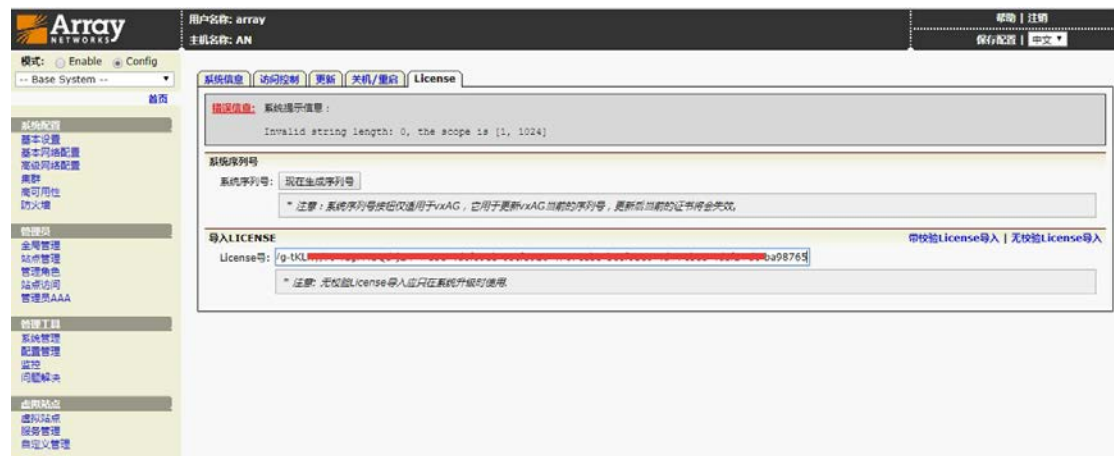 Array
NETWORKS
用户名称: array
主机名称: AN
帮助 | 注销
保存配置 | 中文
模式: Enable Config
-- Base System --
首页
系统信息 访问控制 更新 关机/重启 License
错误信息: 系统提示信息 :
Invalid string length: 0, the scope is [1, 1024]
系统序列号
系统序列号: 现在生成序列号
* 注意 : 系统序列号按钮仅适用于vxAG , 它用于更新vxAG当前的序列号 , 更新后当前的证书将会失效。
导入LICENSE
带校验License导入 | 无校验License导入
License号: /g-tKL ba98765
* 注意: 无校验License导入应只在系统升级时使用.
系统配置
基本设置
基本网络配置
高级网络配置
集群
高可用性
防火墙
管理员
全局管理
站点管理
管理角色
站点访问
管理员AAA
管理工具
系统管理
配置管理
监控
问题解决
虚拟站点
虚拟站点
服务管理
自定义管理